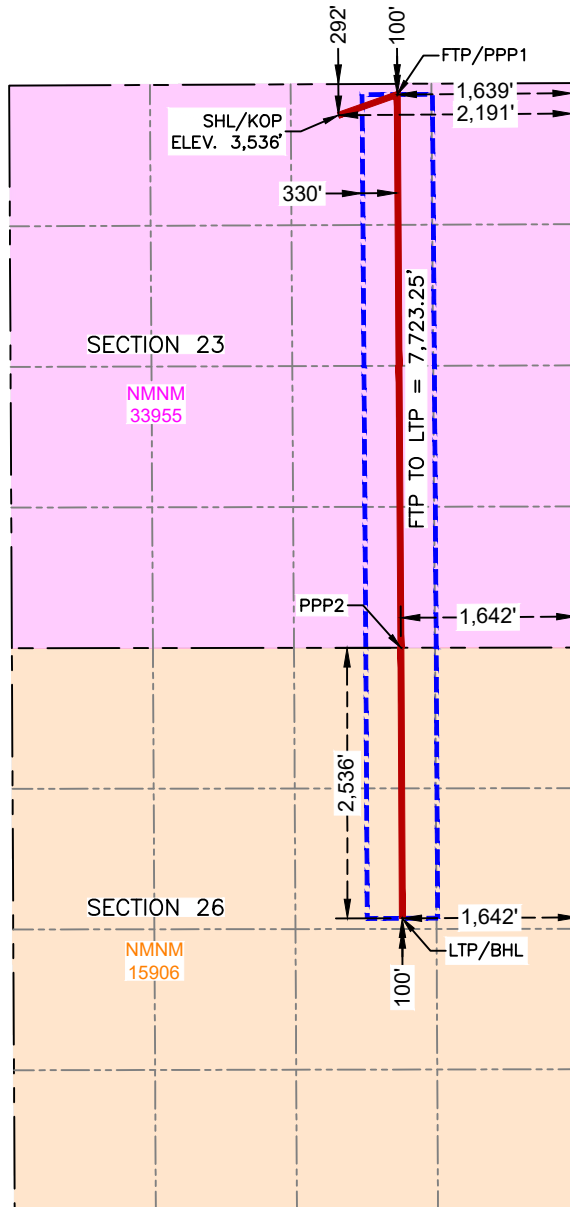 292'
100'
FTP/PPP1
1,639'
2,191'
SHL/KOP
ELEV. 3,536'
330'
FTP TO LTP = 7,723.25'
SECTION 23
NMNM
33955
PPP2
1,642'
2,536'
SECTION 26
NMNM
15906
1,642'
LTP/BHL
100'